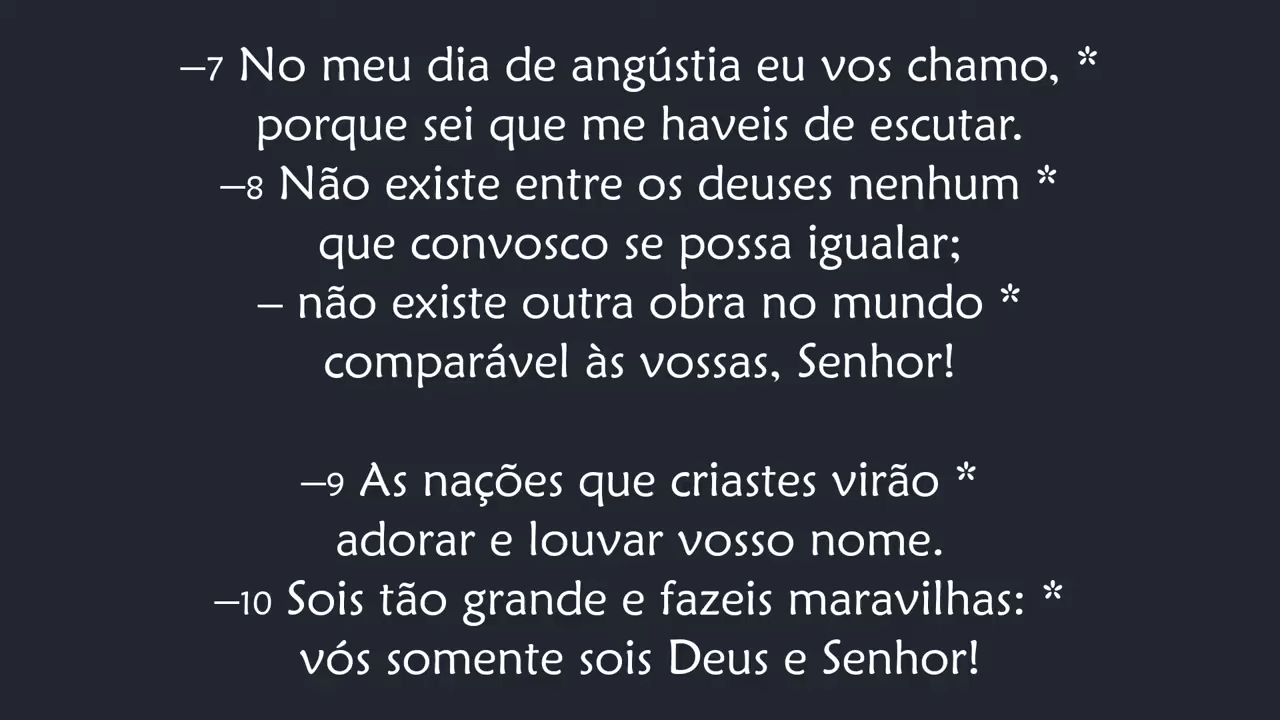 –7 No meu dia de angústia eu vos chamo, *
porque sei que me haveis de escutar.
–8 Não existe entre os deuses nenhum *
que convosco se possa igualar;
– não existe outra obra no mundo *
comparável às vossas, Senhor!
–9 As nações que criastes virão *
adorar e louvar vosso nome.
–10 Sois tão grande e fazeis maravilhas: *
vós somente sois Deus e Senhor!